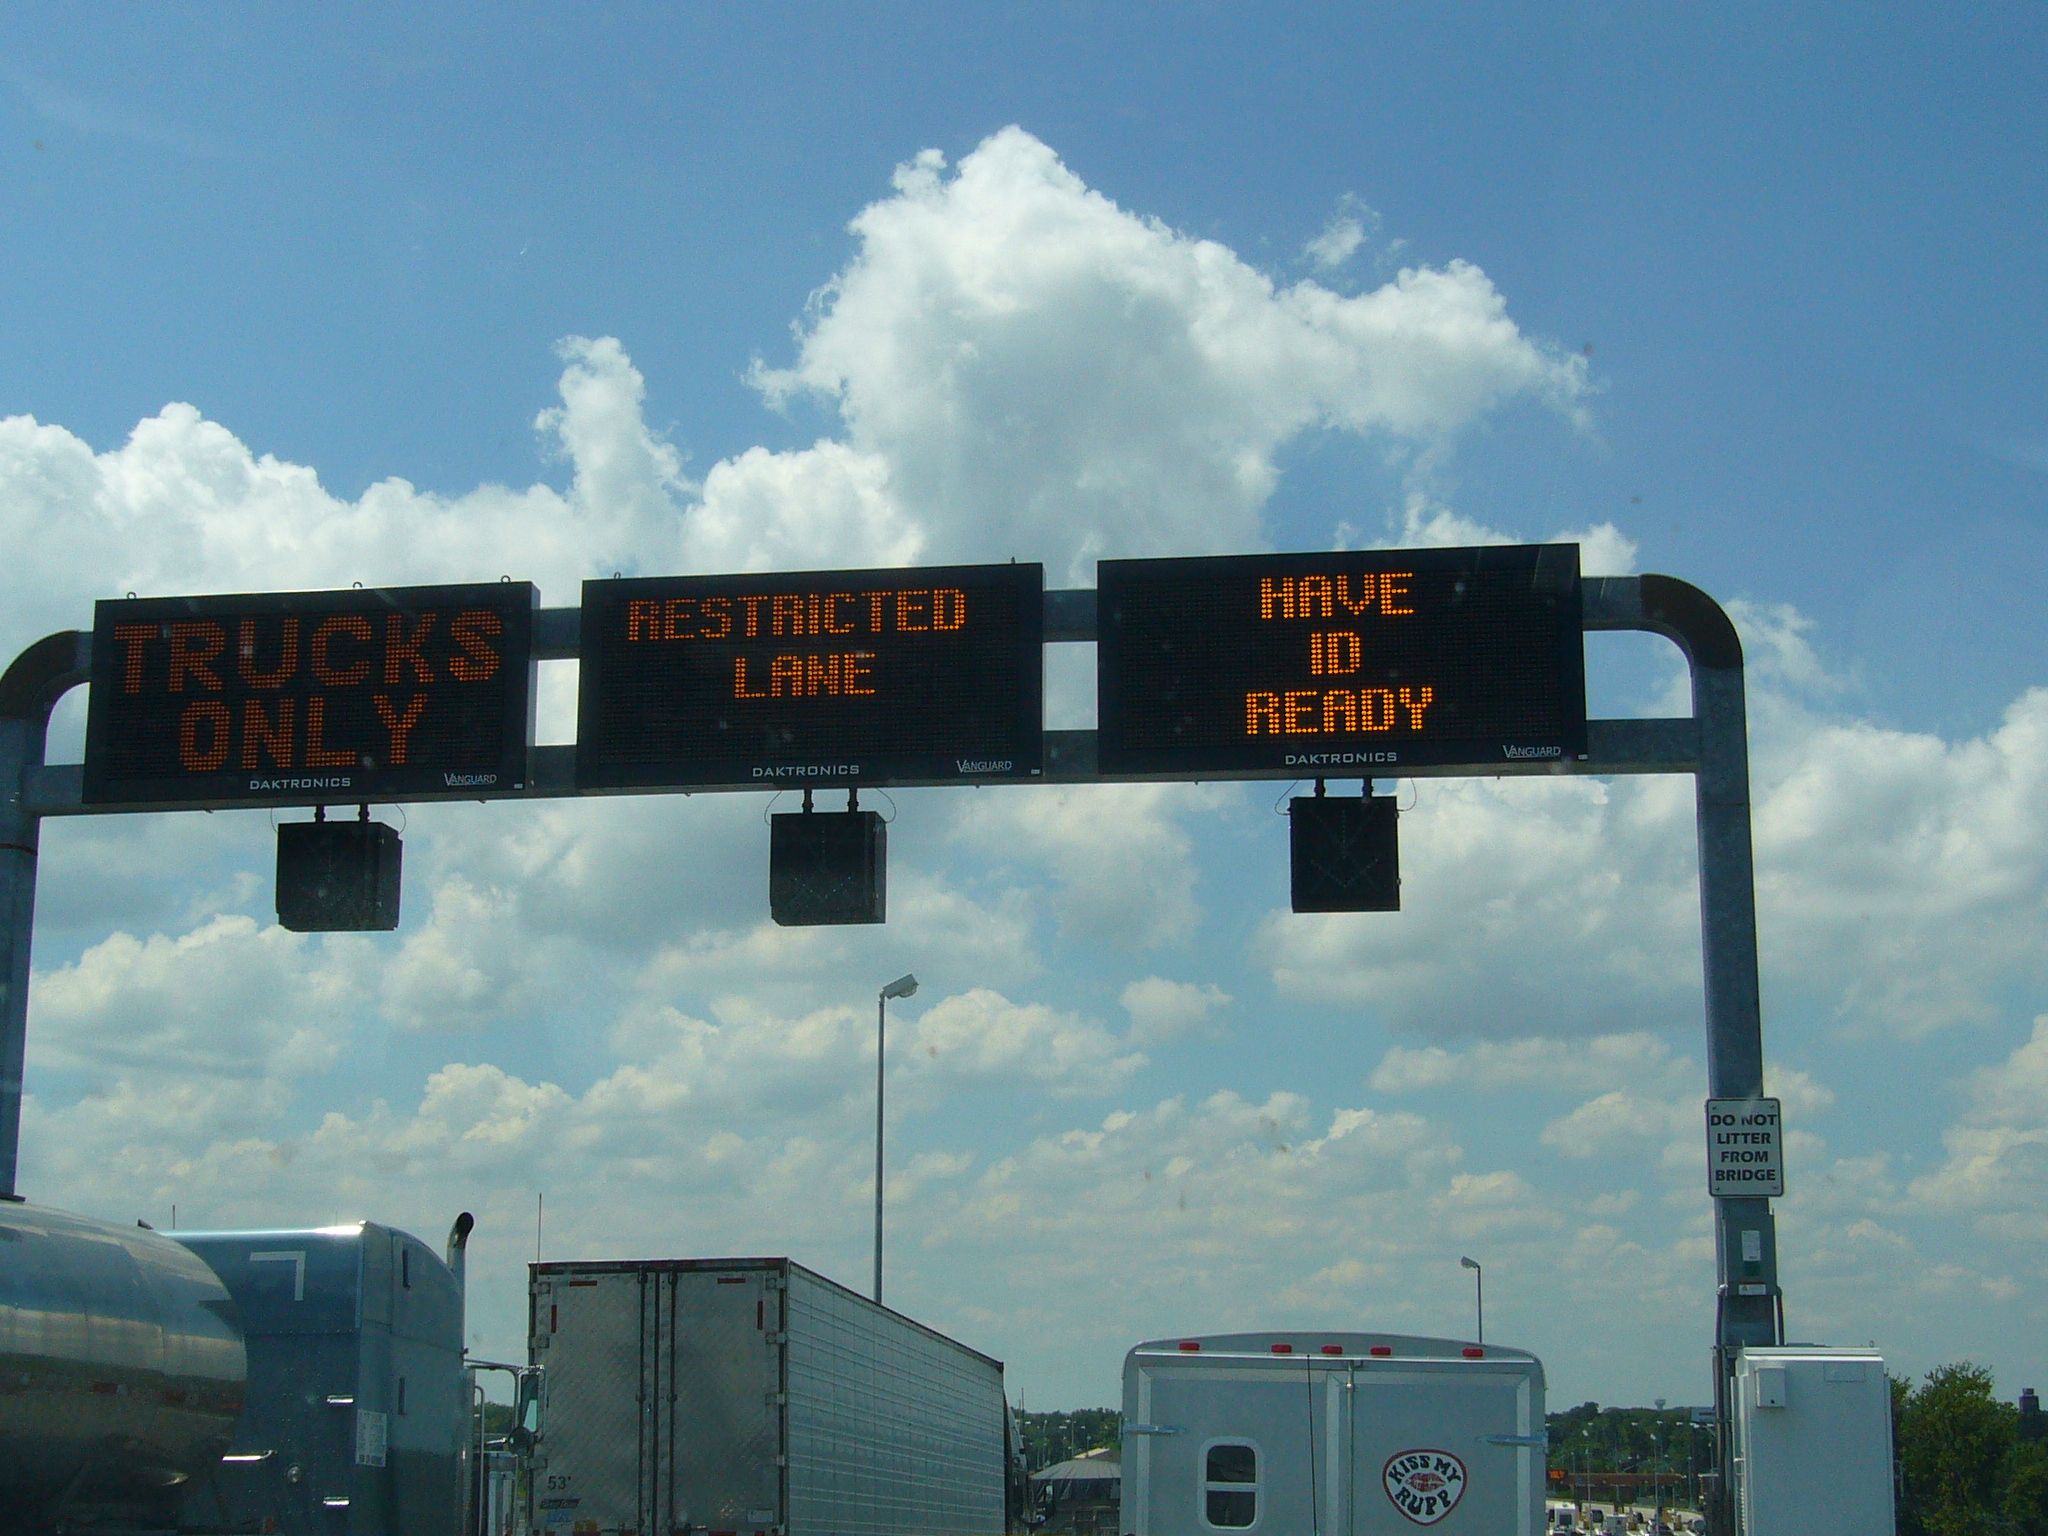 TRUCKS
ONLY
DAKTRONICS
VANGUARD
RESTRICTED
LANE
DAKTRONICS
VANGUARD
HAVE
ID
READY
DAKTRONICS
VANGUARD
DO NOT
LITTER
FROM
BRIDGE
53'
KISS MY
RUPP